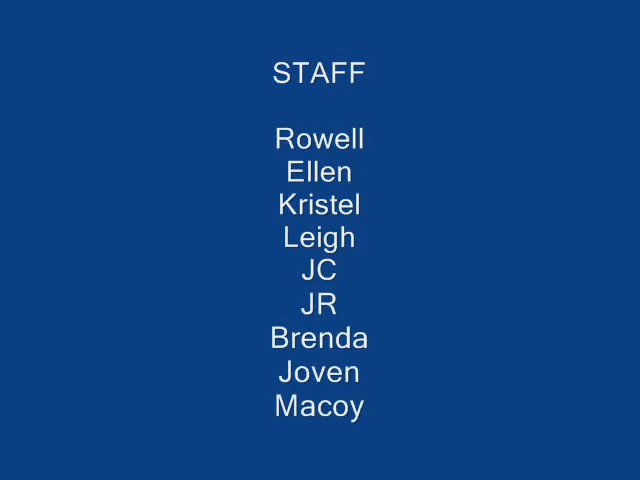 STAFF
Rowell
Ellen
Kristel
Leigh
JC
JR
Brenda
Joven
Macoy